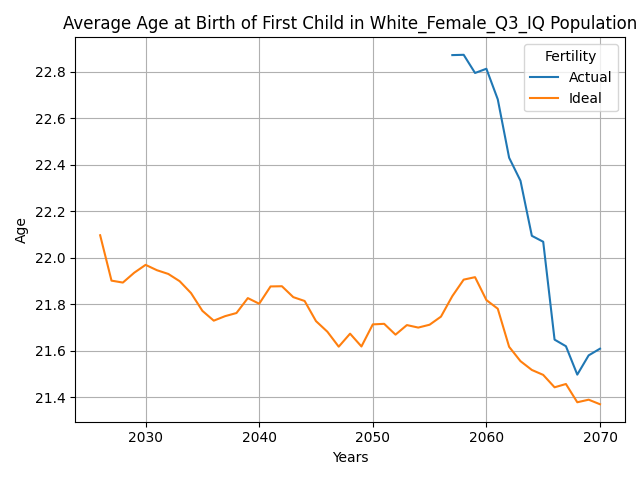 Average Age at Birth of First Child in White_Female_Q3_IQ Population
Fertility
Actual
Ideal
22.8
22.6
22.4
22.2
22.0
21.8
21.6
21.4
Age
2030 2040 2050 2060 2070
Years